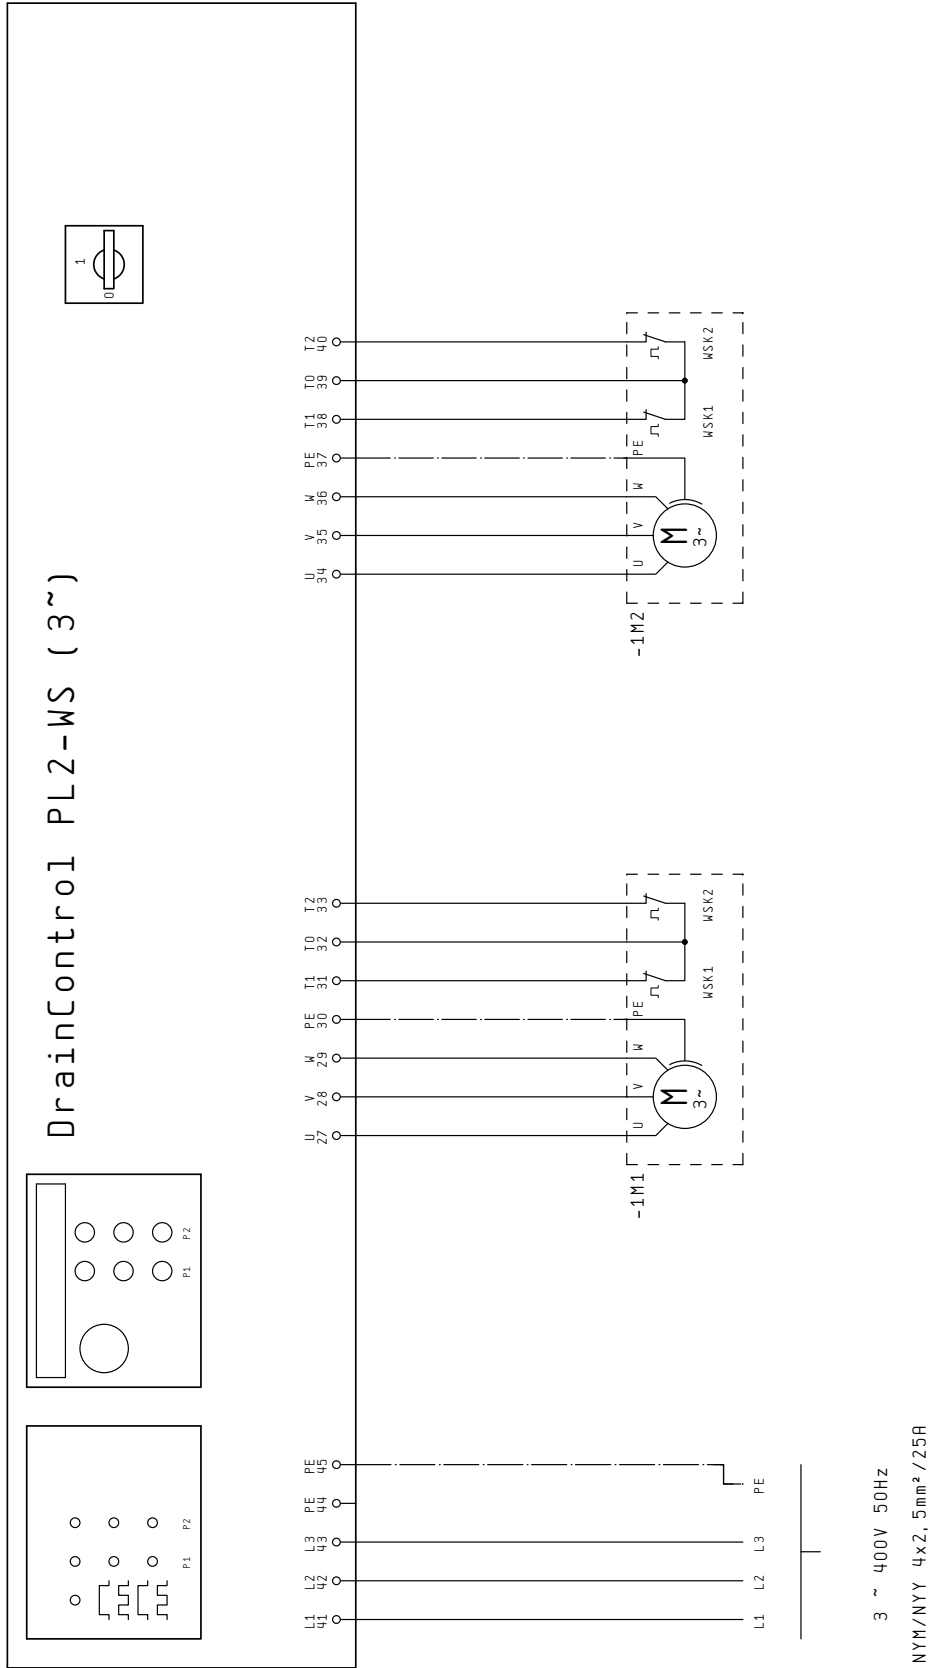 DrainControl PL2-WS (3~)
0
1
P1 P2
P1 P2
L1 L2 L3 PE PE
41 42 43 44 45
U V W PE T1 T0 T2
27 28 29 30 31 32 33
U V W PE T1 T0 T2
34 35 36 37 38 39 40
-1M1
U V W PE
M
3~
WSK1 WSK2
-1M2
U V W PE
M
3~
WSK1 WSK2
L1 L2 L3 PE
3 ~ 400V 50Hz
NYM/NYY 4x2,5mm²/25A